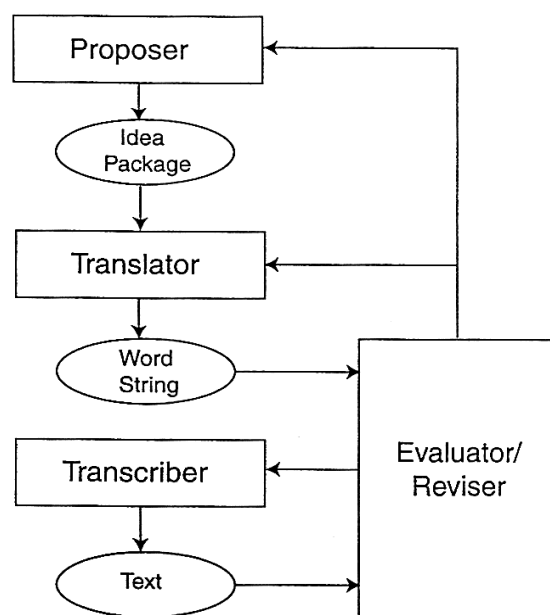 Proposer
Idea
Package
Translator
Word
String
Transcriber
Evaluator/
Reviser
Text